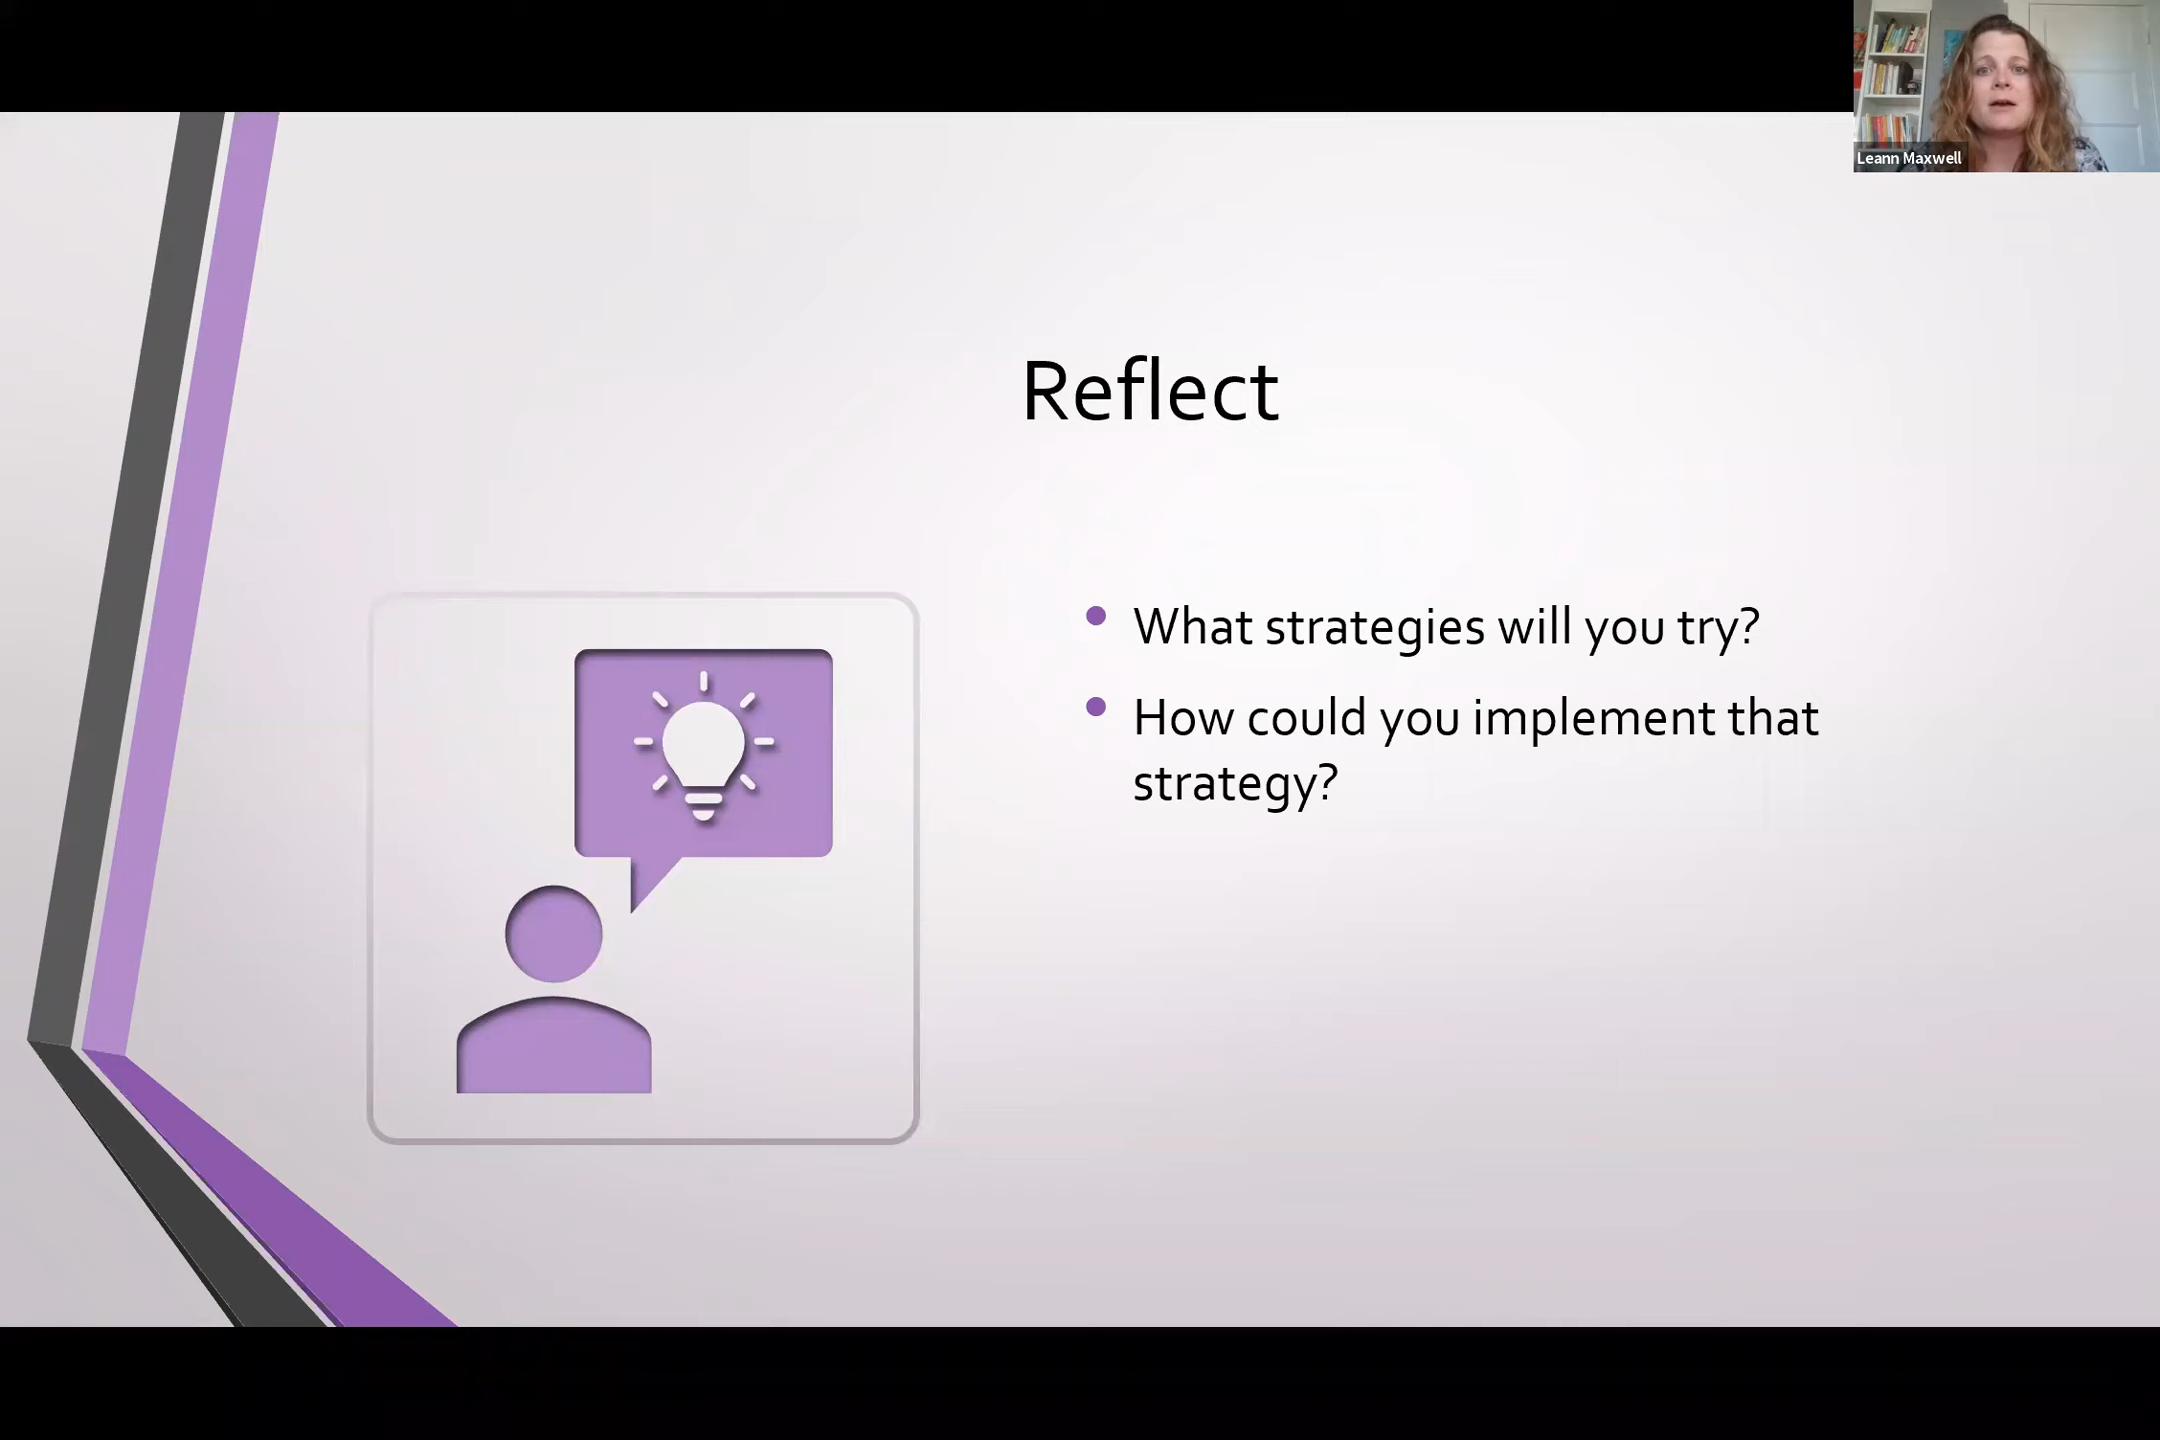 Leann Maxwell
Reflect
What strategies will you try?
How could you implement that
strategy?